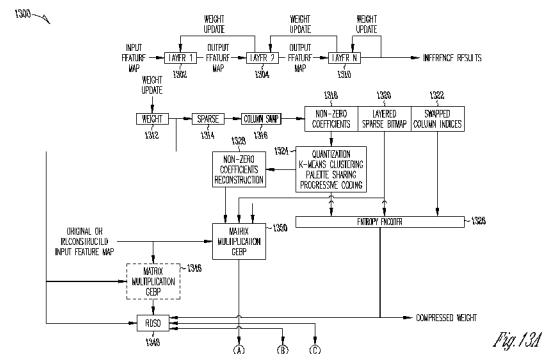 1300
WEIGHT
UPDATE
WEIGHT
UPDATE
WEIGHT
UPDATE
INPUT
FEATURE
MAP
LAYER 1
1302
OUTPUT
FEATURE
MAP
LAYER 2
1304
OUTPUT
FEATURE
MAP
LAYER N
1310
INFERENCE RESULTS
WEIGHT
UPDATE
WEIGHT
1312
SPARSE
1314
COLUMN SWAP
1316
1318
NON-ZERO
COEFFICIENTS
1320
LAYERED
SPARSE BITMAP
1322
SWAPPED
COLUMN INDICES
1328
NON-ZERO
COEFFICIENTS
RECONSTRUCTION
1324
QUANTIZATION
K-MEANS CLUSTERING
PALETTE SHARING
PROGRESSIVE CODING
ENTROPY ENCODER
1326
ORIGINAL OR
RECONSTRUCTED
INPUT FEATURE MAP
MATRIX
MULTIPLICATION
GEBP
1350
1346
MATRIX
MULTIPLICATION
GEBP
RDSO
1348
COMPRESSED WEIGHT
A
B
C
Fig. 13A